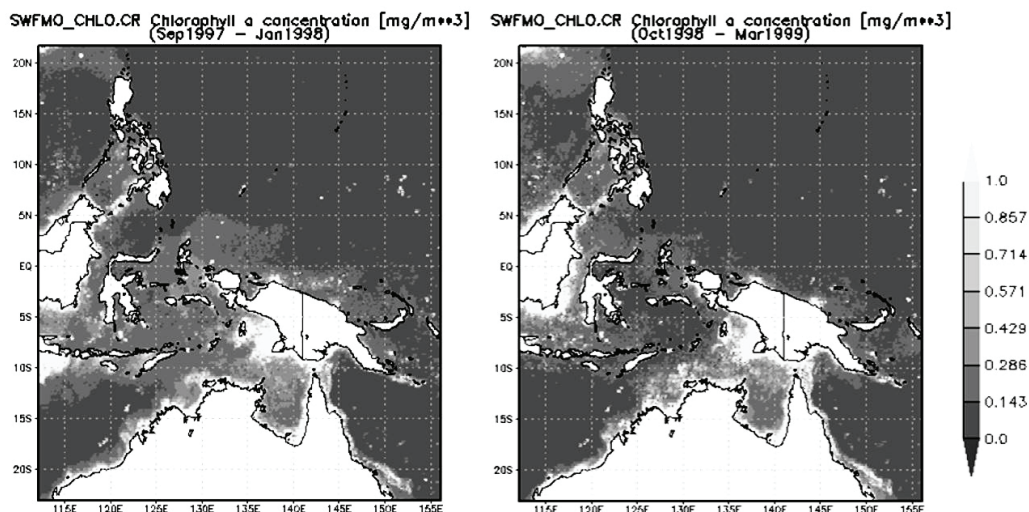 SWFMO_CHLO.CR Chlorophyll a concentration [mg/m**3]
(Sep1997 - Jan1998)
20N
15N
10N
5N
EQ
5S
10S
15S
20S
115E 120E 125E 130E 135E 140E 145E 150E 155E
SWFMO_CHLO.CR Chlorophyll a concentration [mg/m**3]
(Oct1998 - Mar1999)
20N
15N
10N
5N
EQ
5S
10S
15S
20S
115E 120E 125E 130E 135E 140E 145E 150E 155E
1.0
0.857
0.714
0.571
0.429
0.286
0.143
0.0